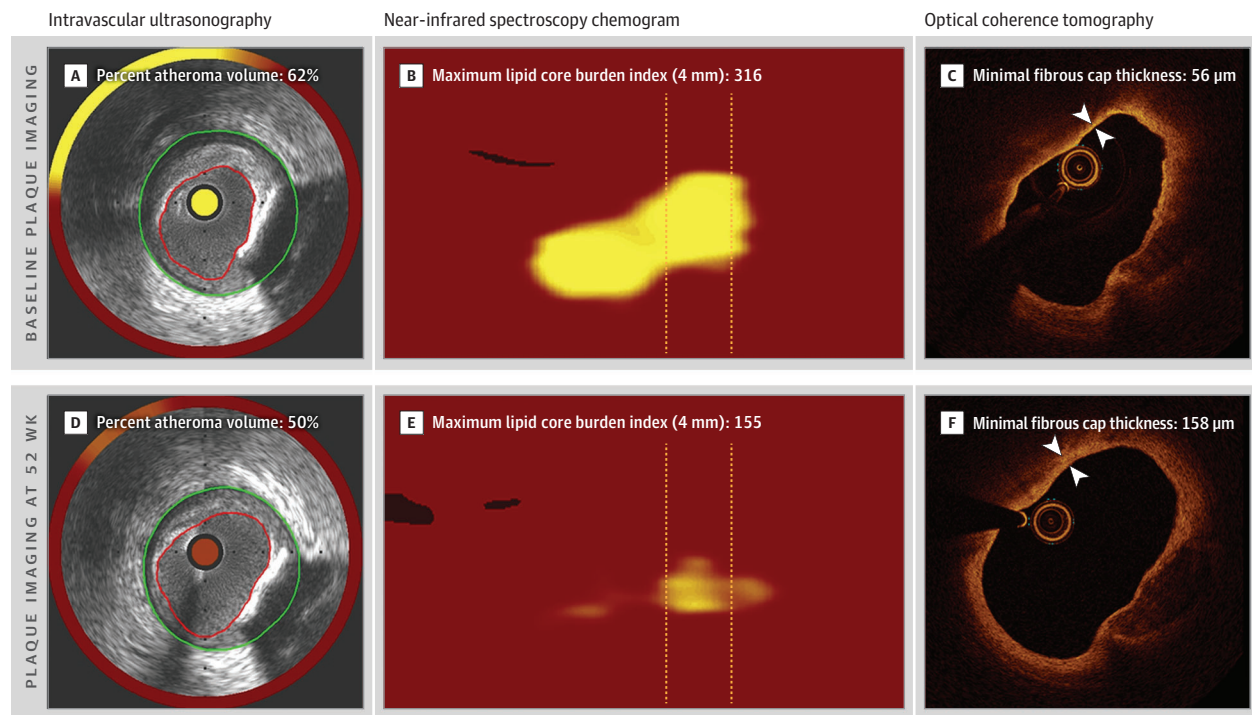 Intravascular ultrasonography
Near-infrared spectroscopy chemogram
Optical coherence tomography
BASELINE PLAQUE IMAGING
A Percent atheroma volume: 62%
B Maximum lipid core burden index (4 mm): 316
C Minimal fibrous cap thickness: 56 μm
PLAQUE IMAGING AT 52 WK
D Percent atheroma volume: 50%
E Maximum lipid core burden index (4 mm): 155
F Minimal fibrous cap thickness: 158 μm